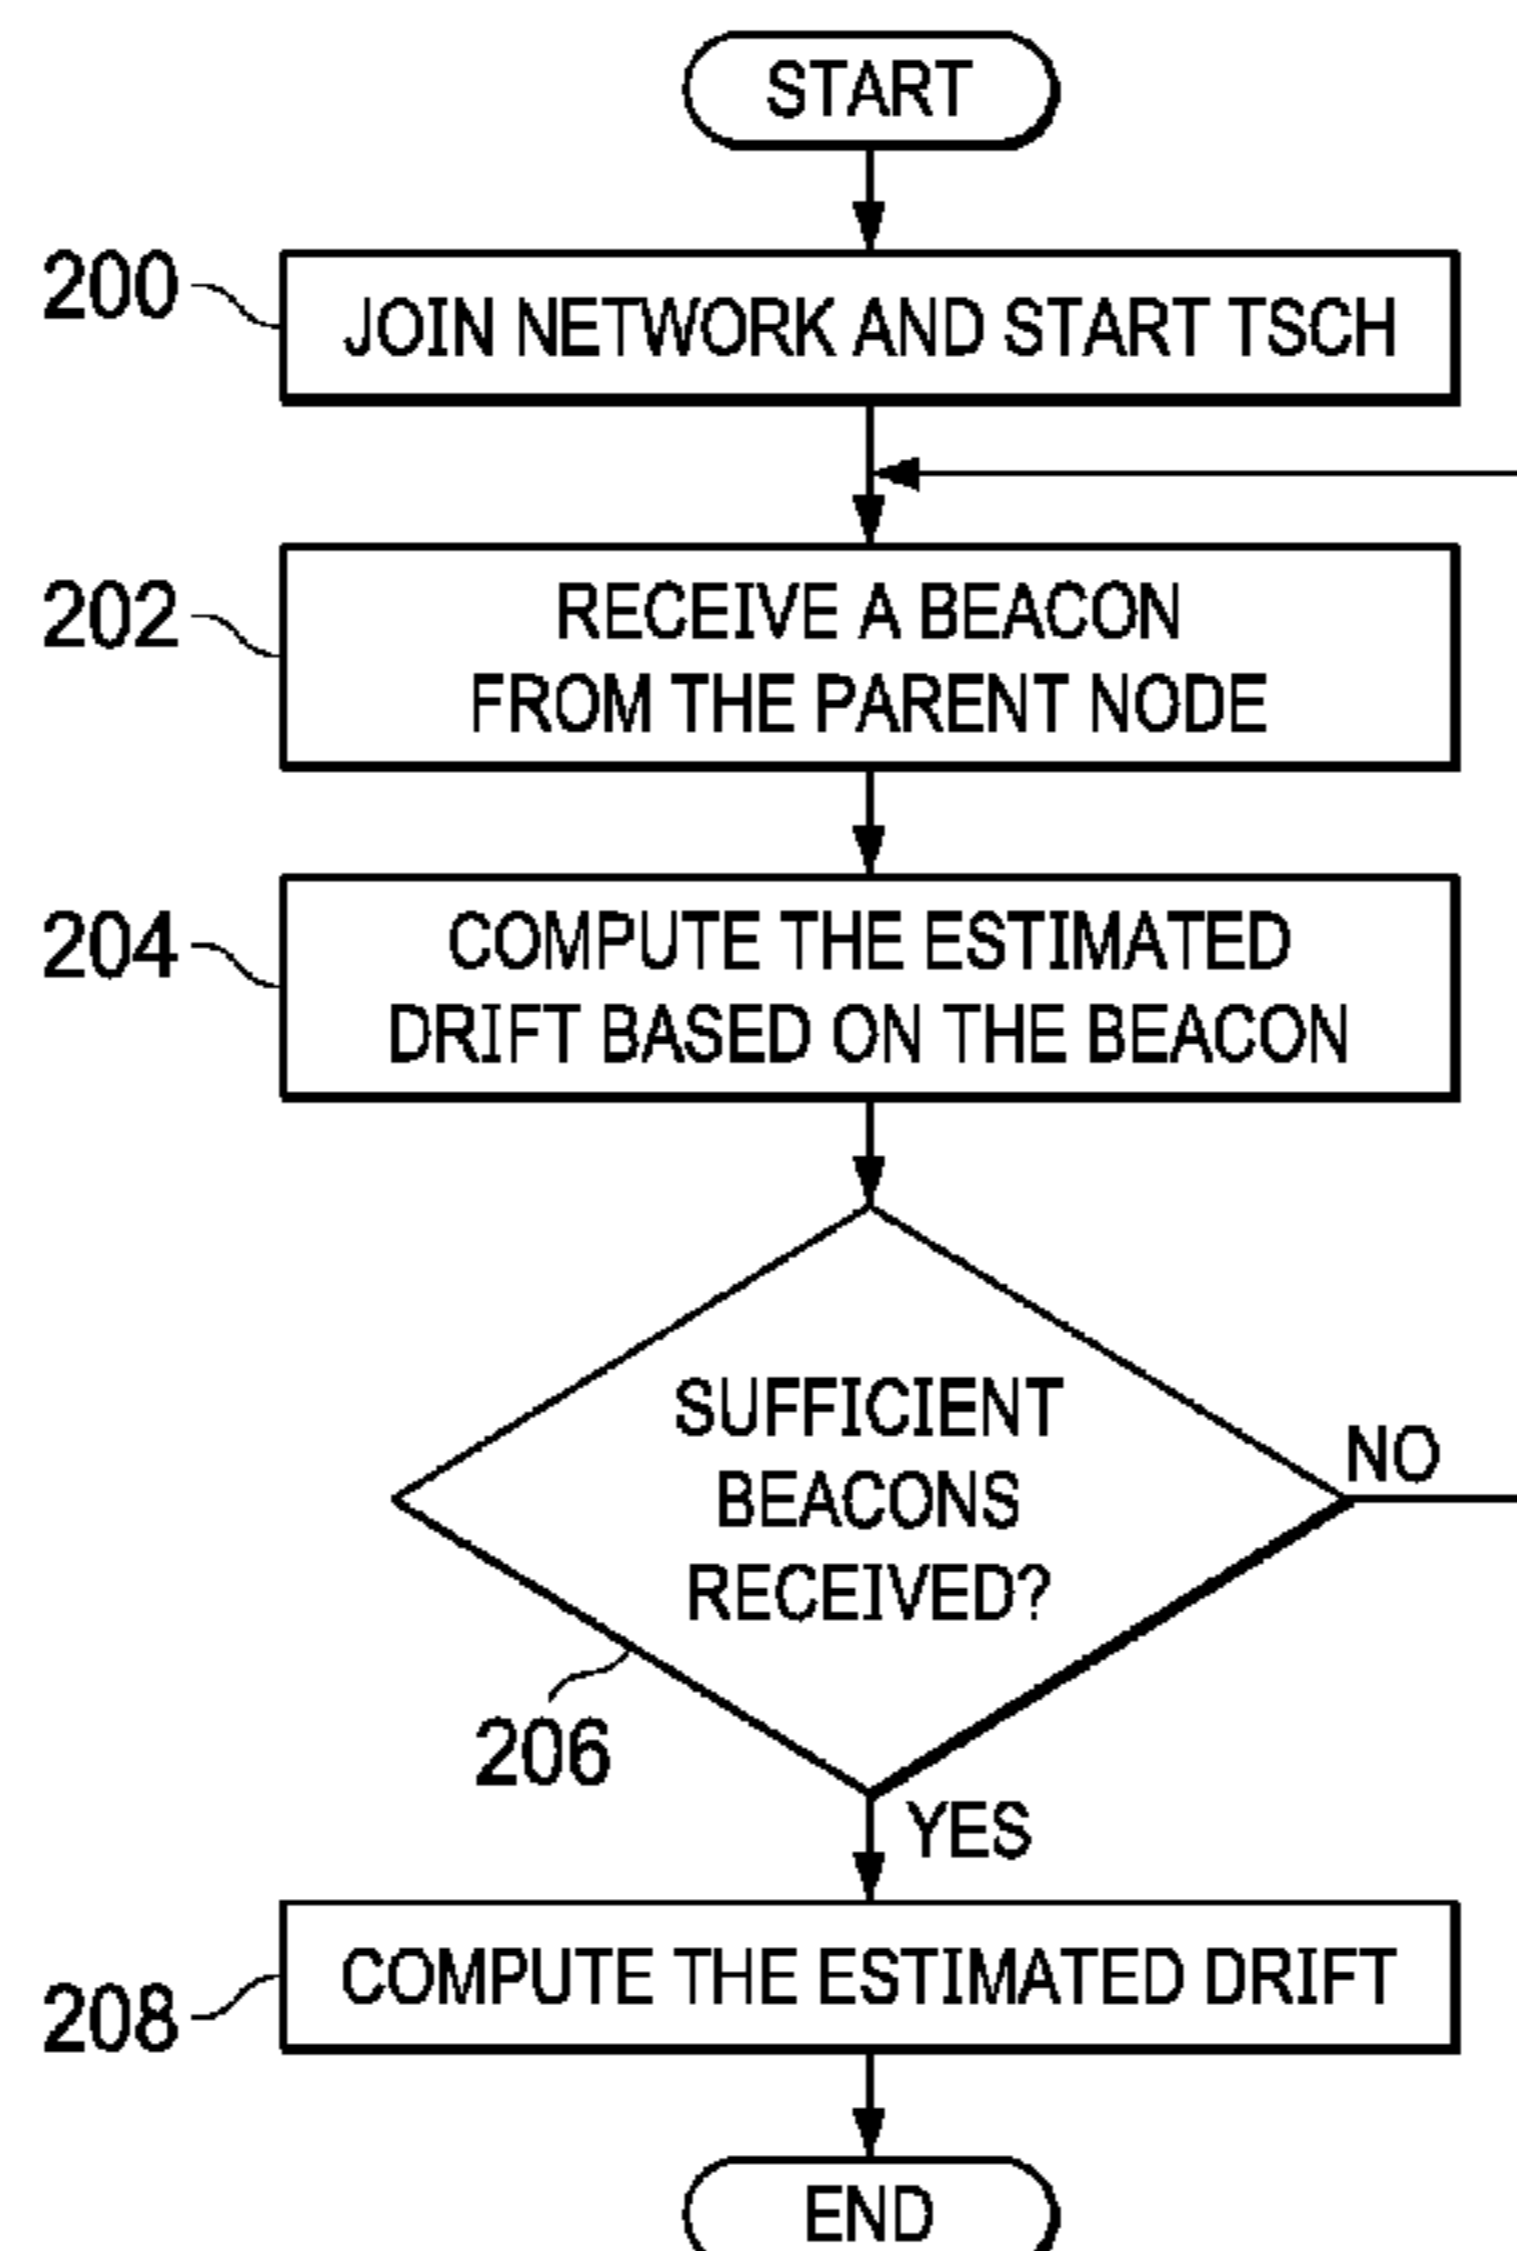 START
200
JOIN NETWORK AND START TSCH
202
RECEIVE A BEACON
FROM THE PARENT NODE
204
COMPUTE THE ESTIMATED
DRIFT BASED ON THE BEACON
SUFFICIENT
BEACONS
RECEIVED?
NO
206
YES
208
COMPUTE THE ESTIMATED DRIFT
END